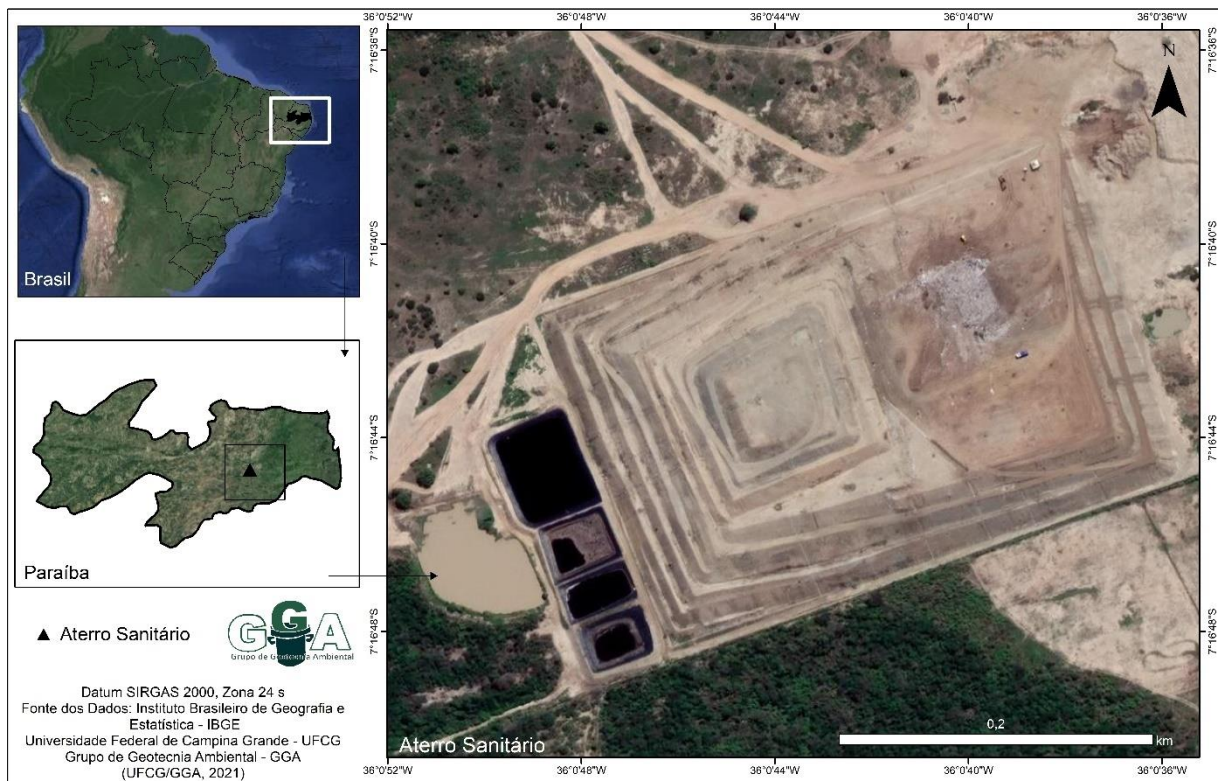 36°0'52"W 36°0'48"W 36°0'44"W 36°0'40"W 36°0'36"W
7°16'36"S 7°16'36"S
N
7°16'40"S 7°16'40"S
Brasil
7°16'44"S 7°16'44"S
Paraíba
7°16'48"S 7°16'48"S
▲ Aterro Sanitário
GGA
Grupo de Geotecnia Ambiental
Datum SIRGAS 2000, Zona 24 s
Fonte dos Dados: Instituto Brasileiro de Geografia e
Estatística - IBGE
Universidade Federal de Campina Grande - UFCG
Grupo de Geotecnia Ambiental - GGA
(UFCG/GGA, 2021)
Aterro Sanitário
0,2
km
36°0'52"W 36°0'48"W 36°0'44"W 36°0'40"W 36°0'36"W